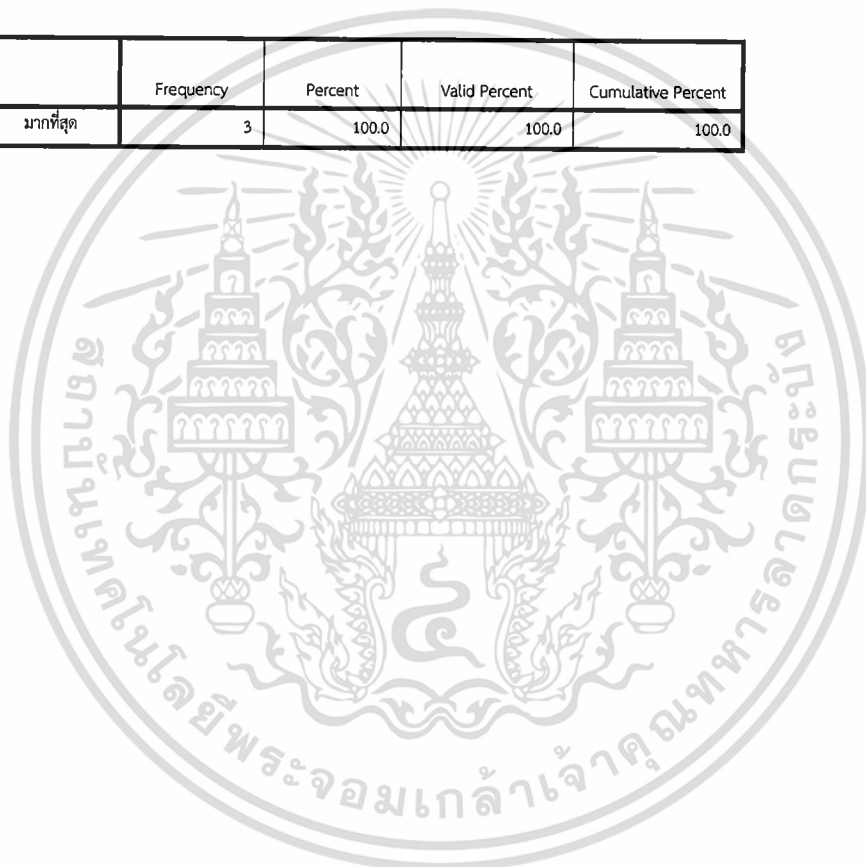 Frequency Percent Valid Percent Cumulative Percent
มากที่สุด 3 100.0 100.0 100.0
สถาบันเทคโนโลยีพระจอมเกล้าเจ้าคุณทหารลาดกระบัง
๔